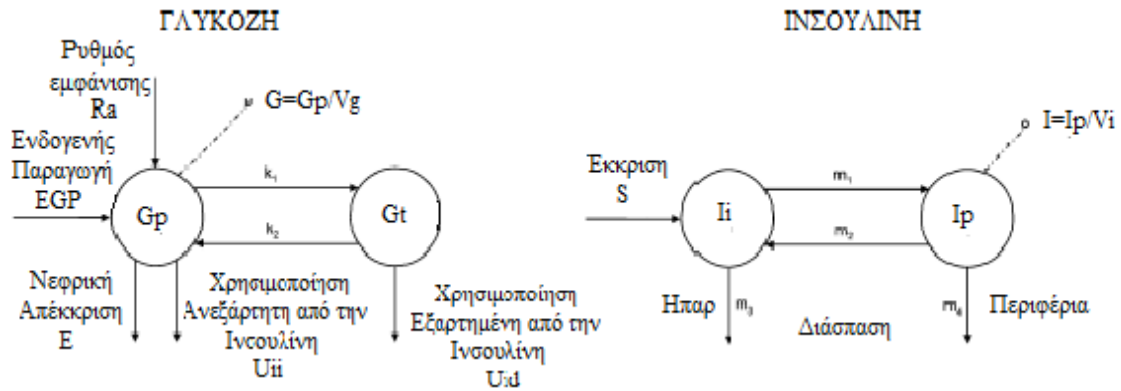 ΓΛΥΚΟΖΗ
Ρυθμός
εμφάνισης
Ra
G=Gp/Vg
Ενδογενής
Παραγωγή
EGP
Gp
k₁
k₂
Gt
Νεφρική
Απέκκριση
E
Χρησιμοποίηση
Ανεξάρτητη από την
Ινσουλίνη
Uii
Χρησιμοποίηση
Εξαρτημένη από την
Ινσουλίνη
Uid
ΙΝΣΟΥΛΙΝΗ
I=Ip/Vi
Έκκριση
S
Ii
m₁
m₂
Ip
Ηπαρ
m₃
Διάσπαση
m₄
Περιφέρια